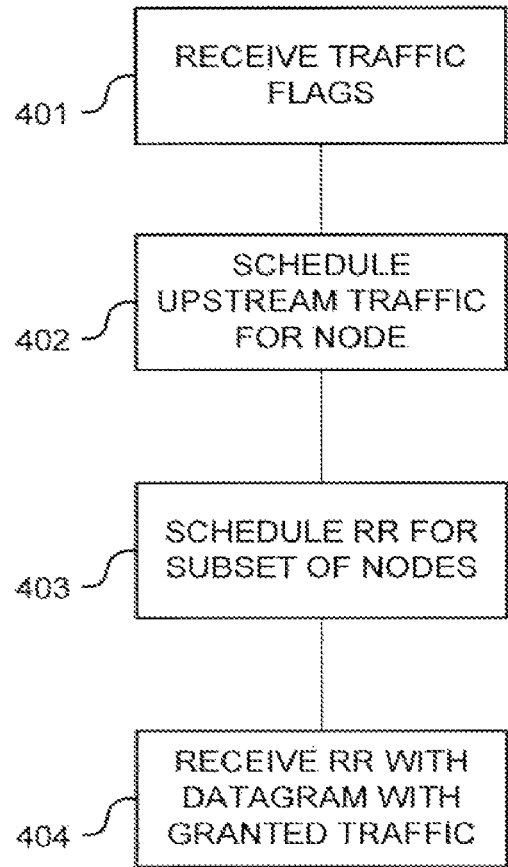 RECEIVE TRAFFIC
FLAGS
401
SCHEDULE
UPSTREAM TRAFFIC
FOR NODE
402
SCHEDULE RR FOR
SUBSET OF NODES
403
RECEIVE RR WITH
DATAGRAM WITH
GRANTED TRAFFIC
404